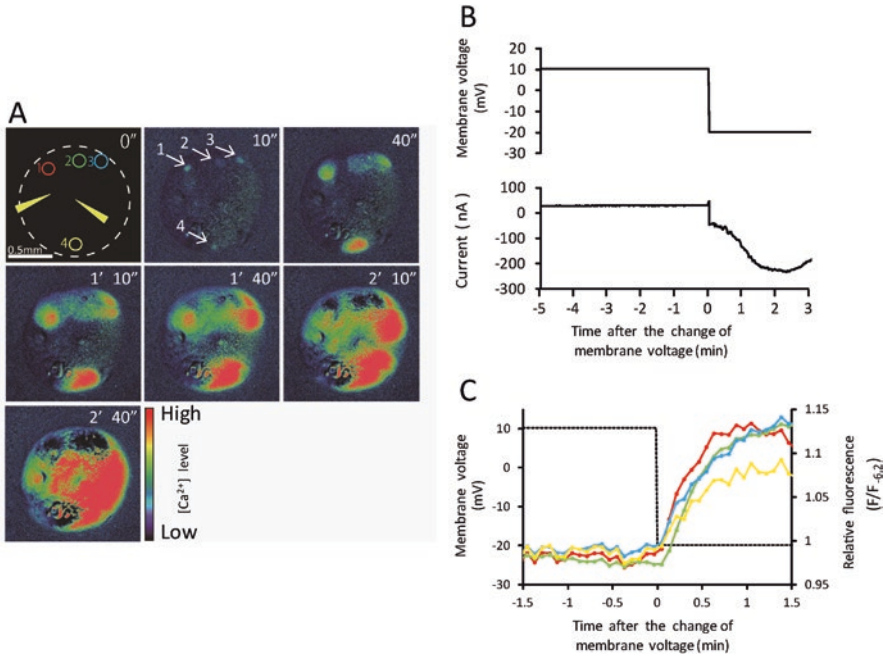 A
0"
1
2
3
4
0.5mm
10"
1
2
3
4
40"
1' 10"
1' 40"
2' 10"
2' 40"
High
[Ca²⁺] level
Low
B
Membrane voltage
(mV)
20
10
0
-10
-20
-30
Current (nA)
100
0
-100
-200
-300
-5 -4 -3 -2 -1 0 1 2 3
Time after the change of
membrane voltage (min)
C
Membrane voltage
(mV)
10
0
-10
-20
-30
1.15
1.1
1.05
1
0.95
Relative fluorescence
(F/F-6.2)
-1.5 -1 -0.5 0 0.5 1 1.5
Time after the change of
membrane voltage (min)